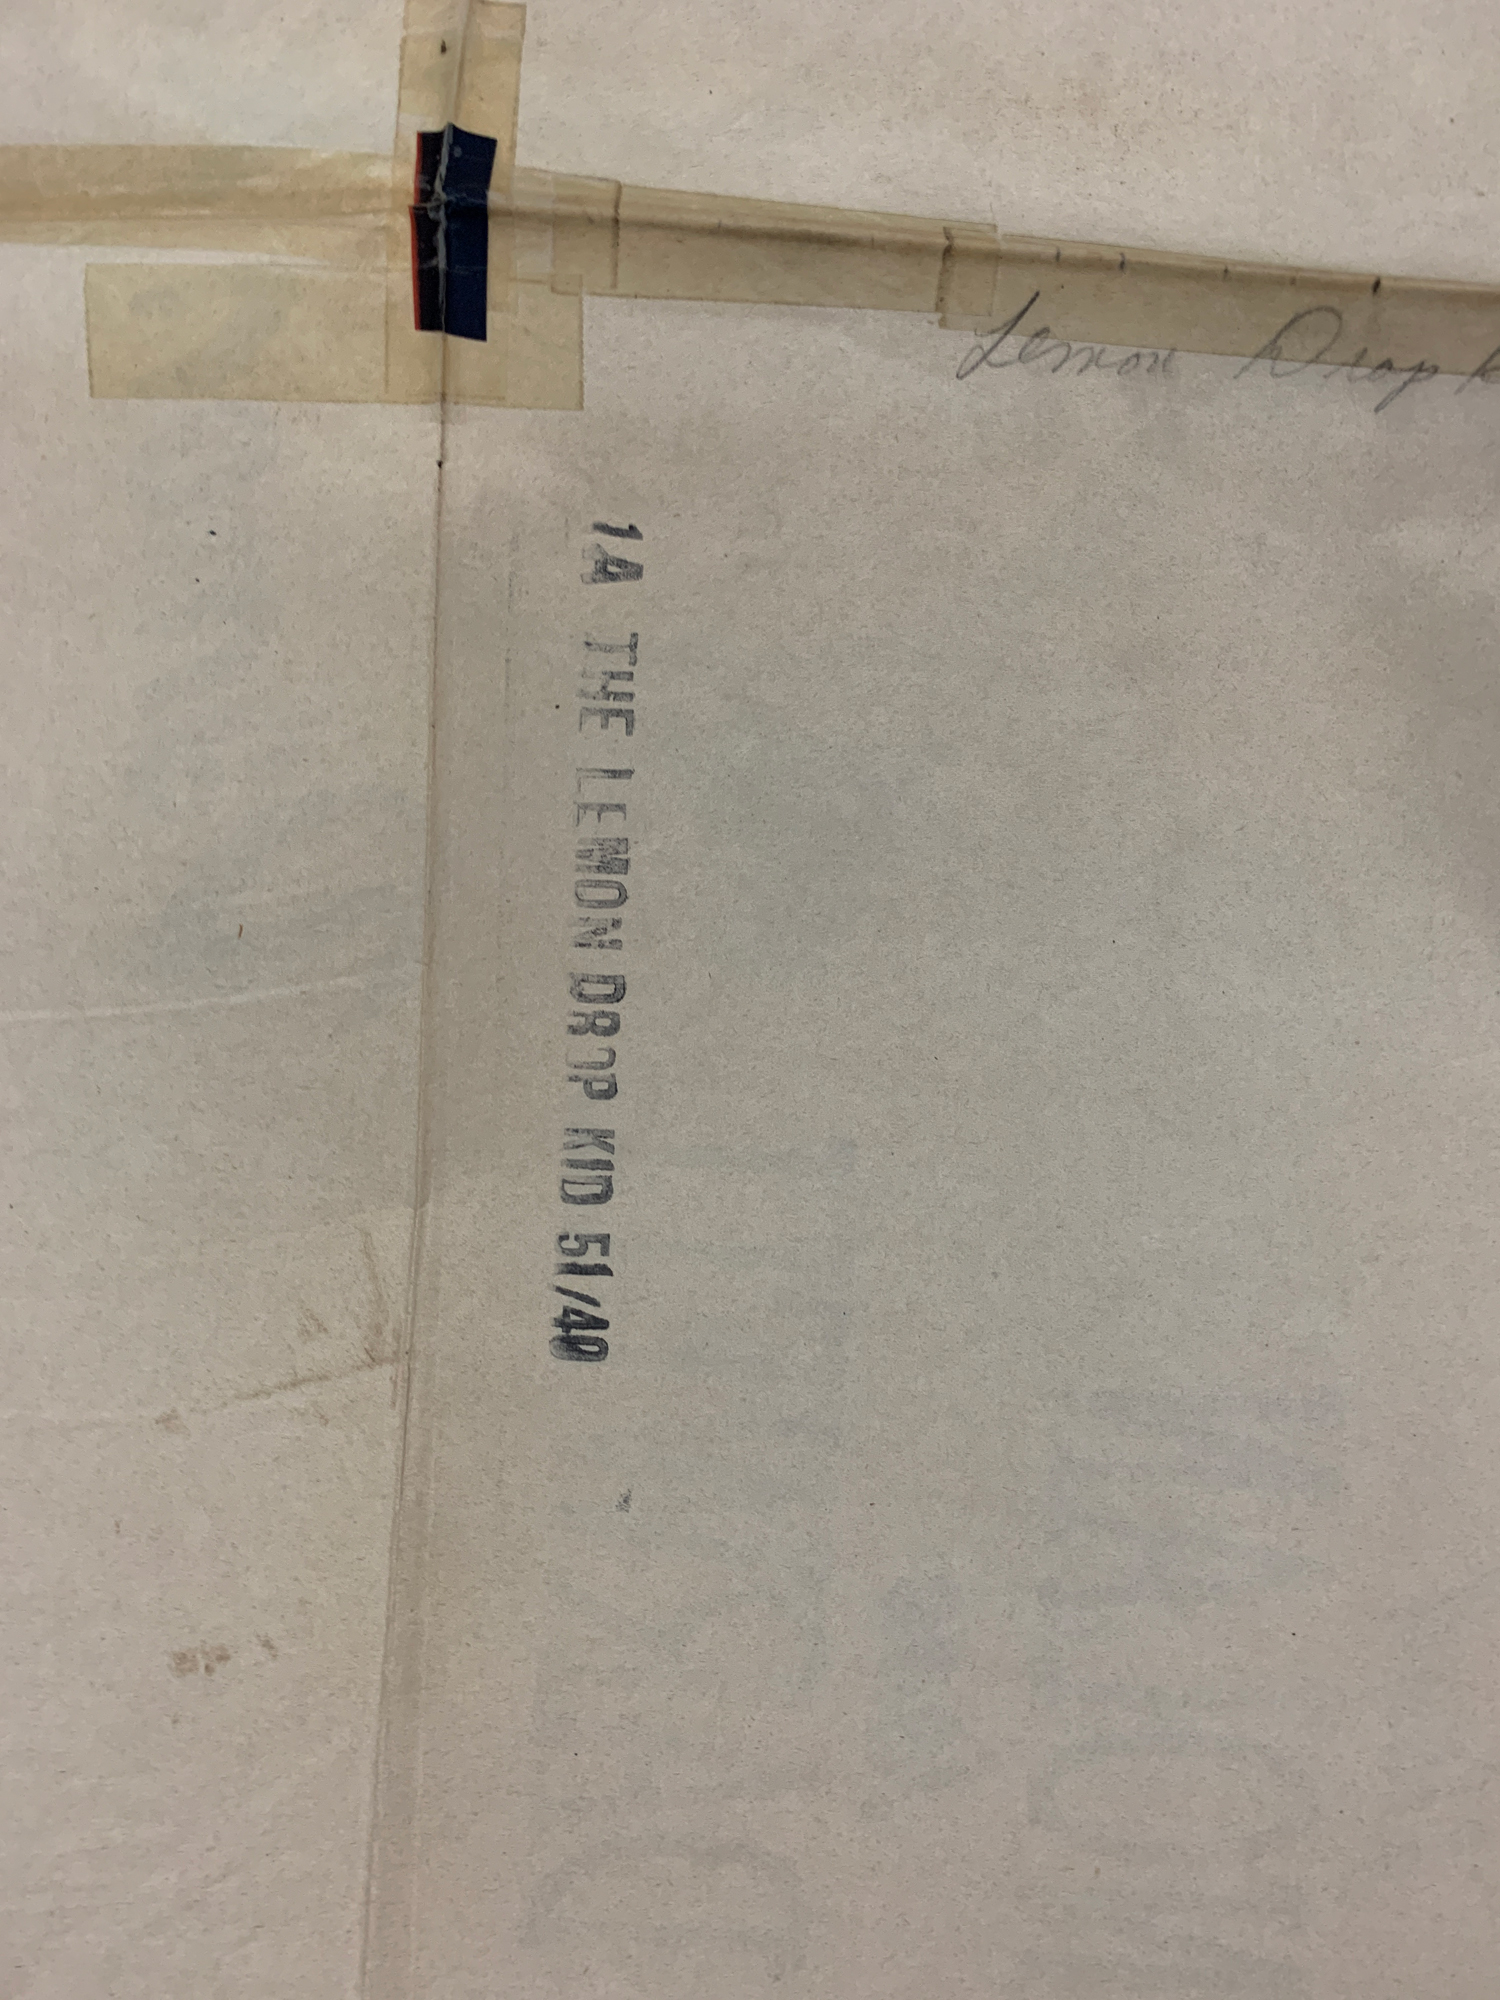 Lemon Drop K
1A THE LEMON DROP KID 51/40